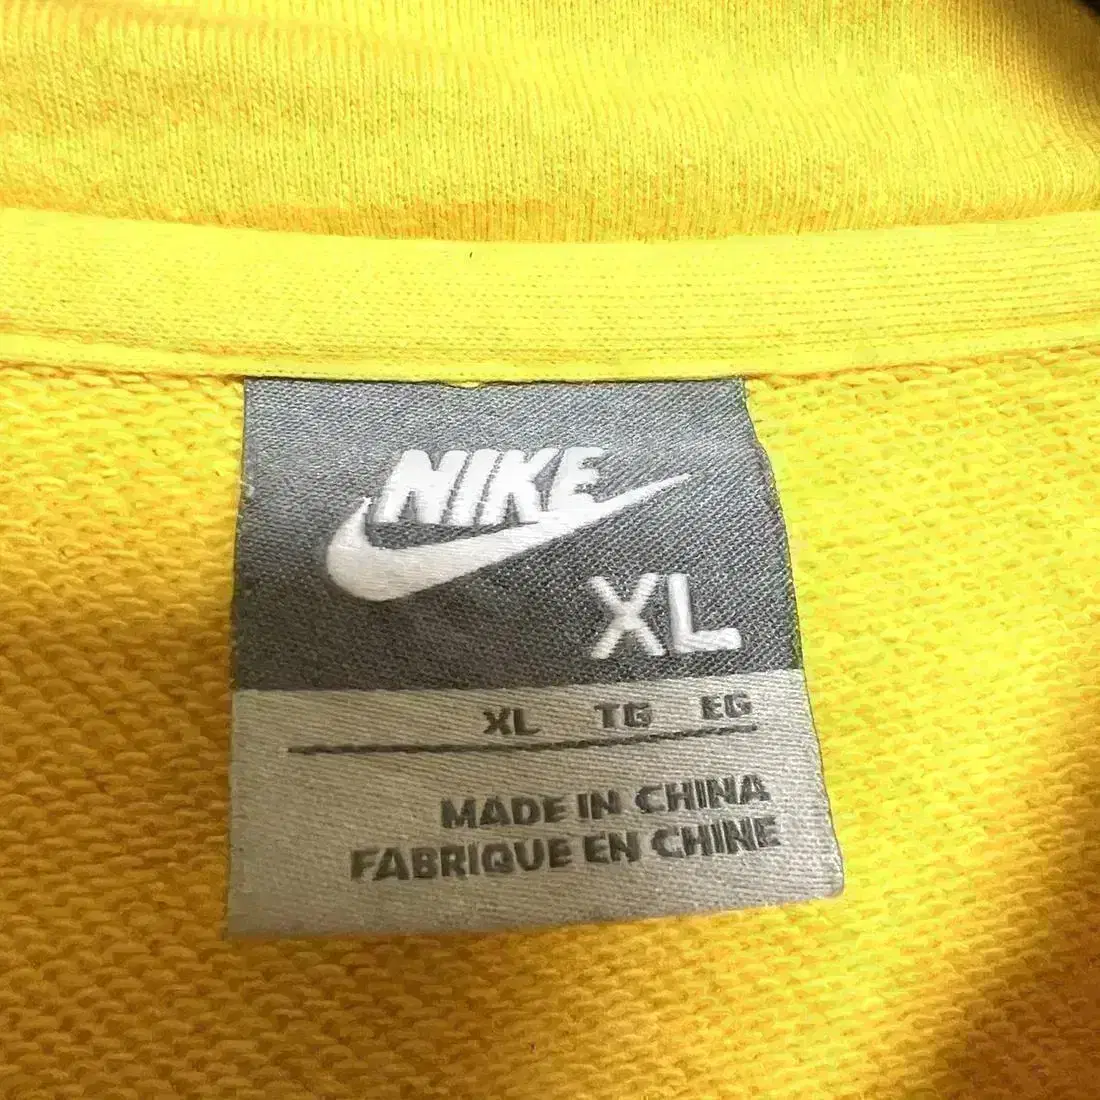 NIKE
XL
XL TG EG
MADE IN CHINA
FABRIQUE EN CHINE